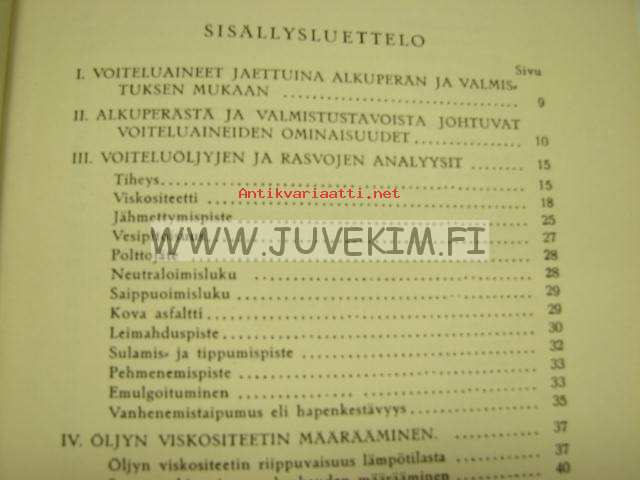 SISÄLLYSLUETTELO
Sivu
I. VOITELUAINEET JAETTUINA ALKUPERÄN JA VALMIS-
TUKSEN MUKAAN 9
II. ALKUPERÄSTÄ JA VALMISTUSTAVOISTA JOHTUVAT
VOITELUAINEIDEN OMINAISUUDET 10
III. VOITELUÖLJYJEN JA RASVOJEN ANALYYSIT 15
Tiheys 15
Antikvariaatti.net
Viskositeetti 18
Jähmettymispiste 25
WWW.JUVEKIM.FI
27
Polttojäte 28
Neutraloimisluku 28
Saippuoimisluku 29
Kova asfaltti 29
Leimahduspiste 30
Sulamis- ja tippumispiste 32
Pehmenemispiste 33
Emulgoituminen 33
Vanhenemistaipumus eli hapenkestävyys 35
IV. ÖLJYN VISKOSITEETIN MÄÄRÄÄMINEN. 37
Öljyn viskositeetin riippuvaisuus lämpötilasta 37
määrääminen 40